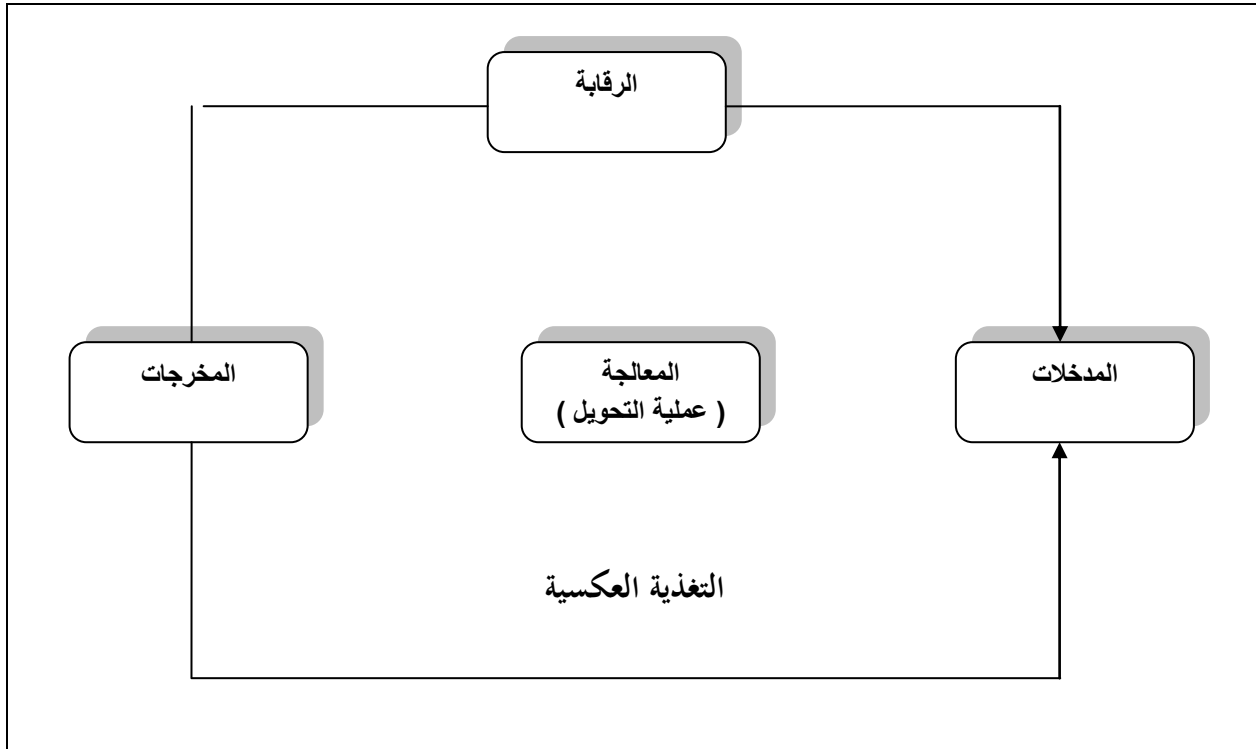 الرقابة
المدخلات
المعالجة
( عملية التحويل )
المخرجات
التغذية العكسية